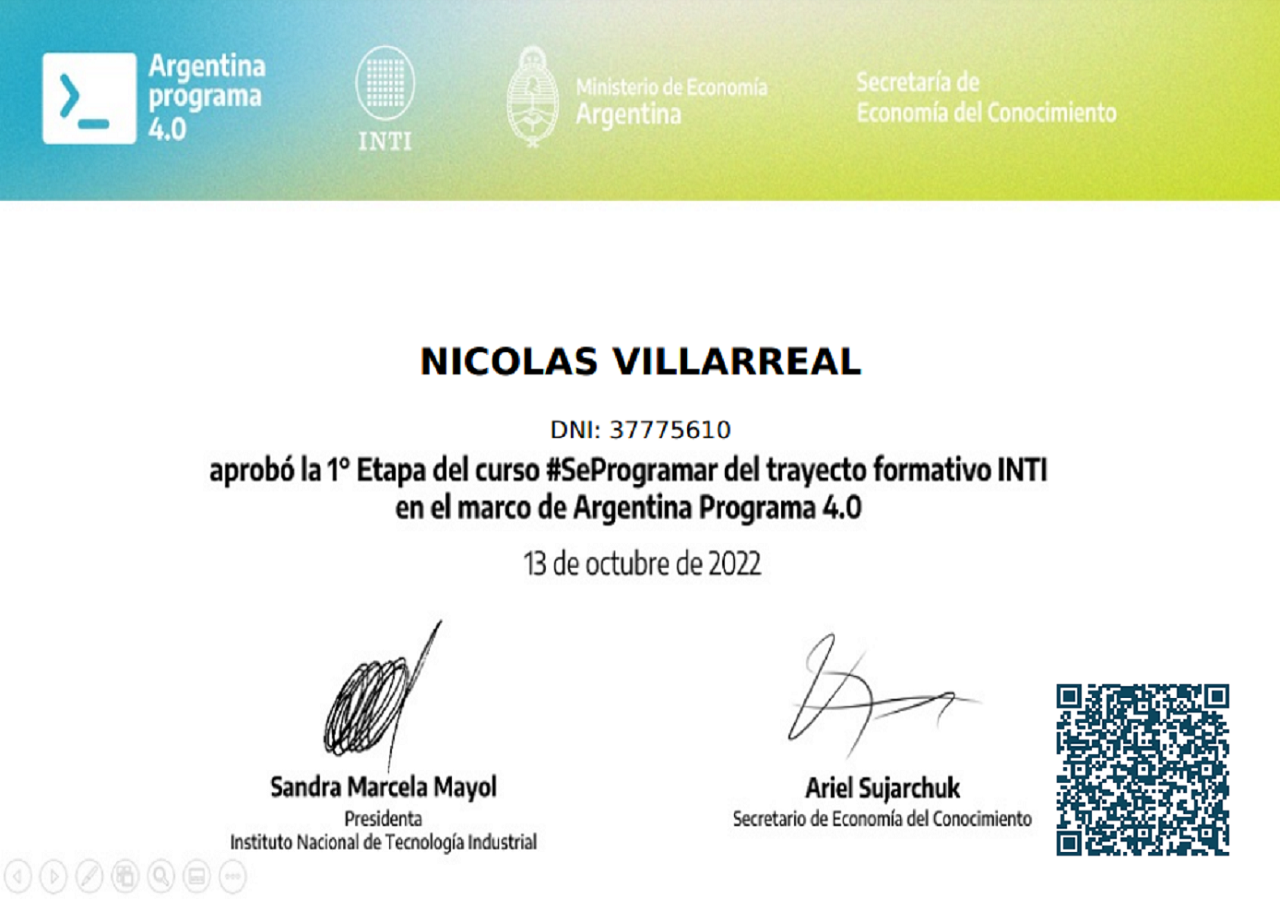 Argentina
programa
4.0
INTI
Ministerio de Economía
Argentina
Secretaría de
Economía del Conocimiento
NICOLAS VILLARREAL
DNI: 37775610
aprobó la 1° Etapa del curso #SeProgramar del trayecto formativo INTI
en el marco de Argentina Programa 4.0
13 de octubre de 2022
Sandra Marcela Mayol
Presidenta
Instituto Nacional de Tecnología Industrial
Ariel Sujarchuk
Secretario de Economía del Conocimiento